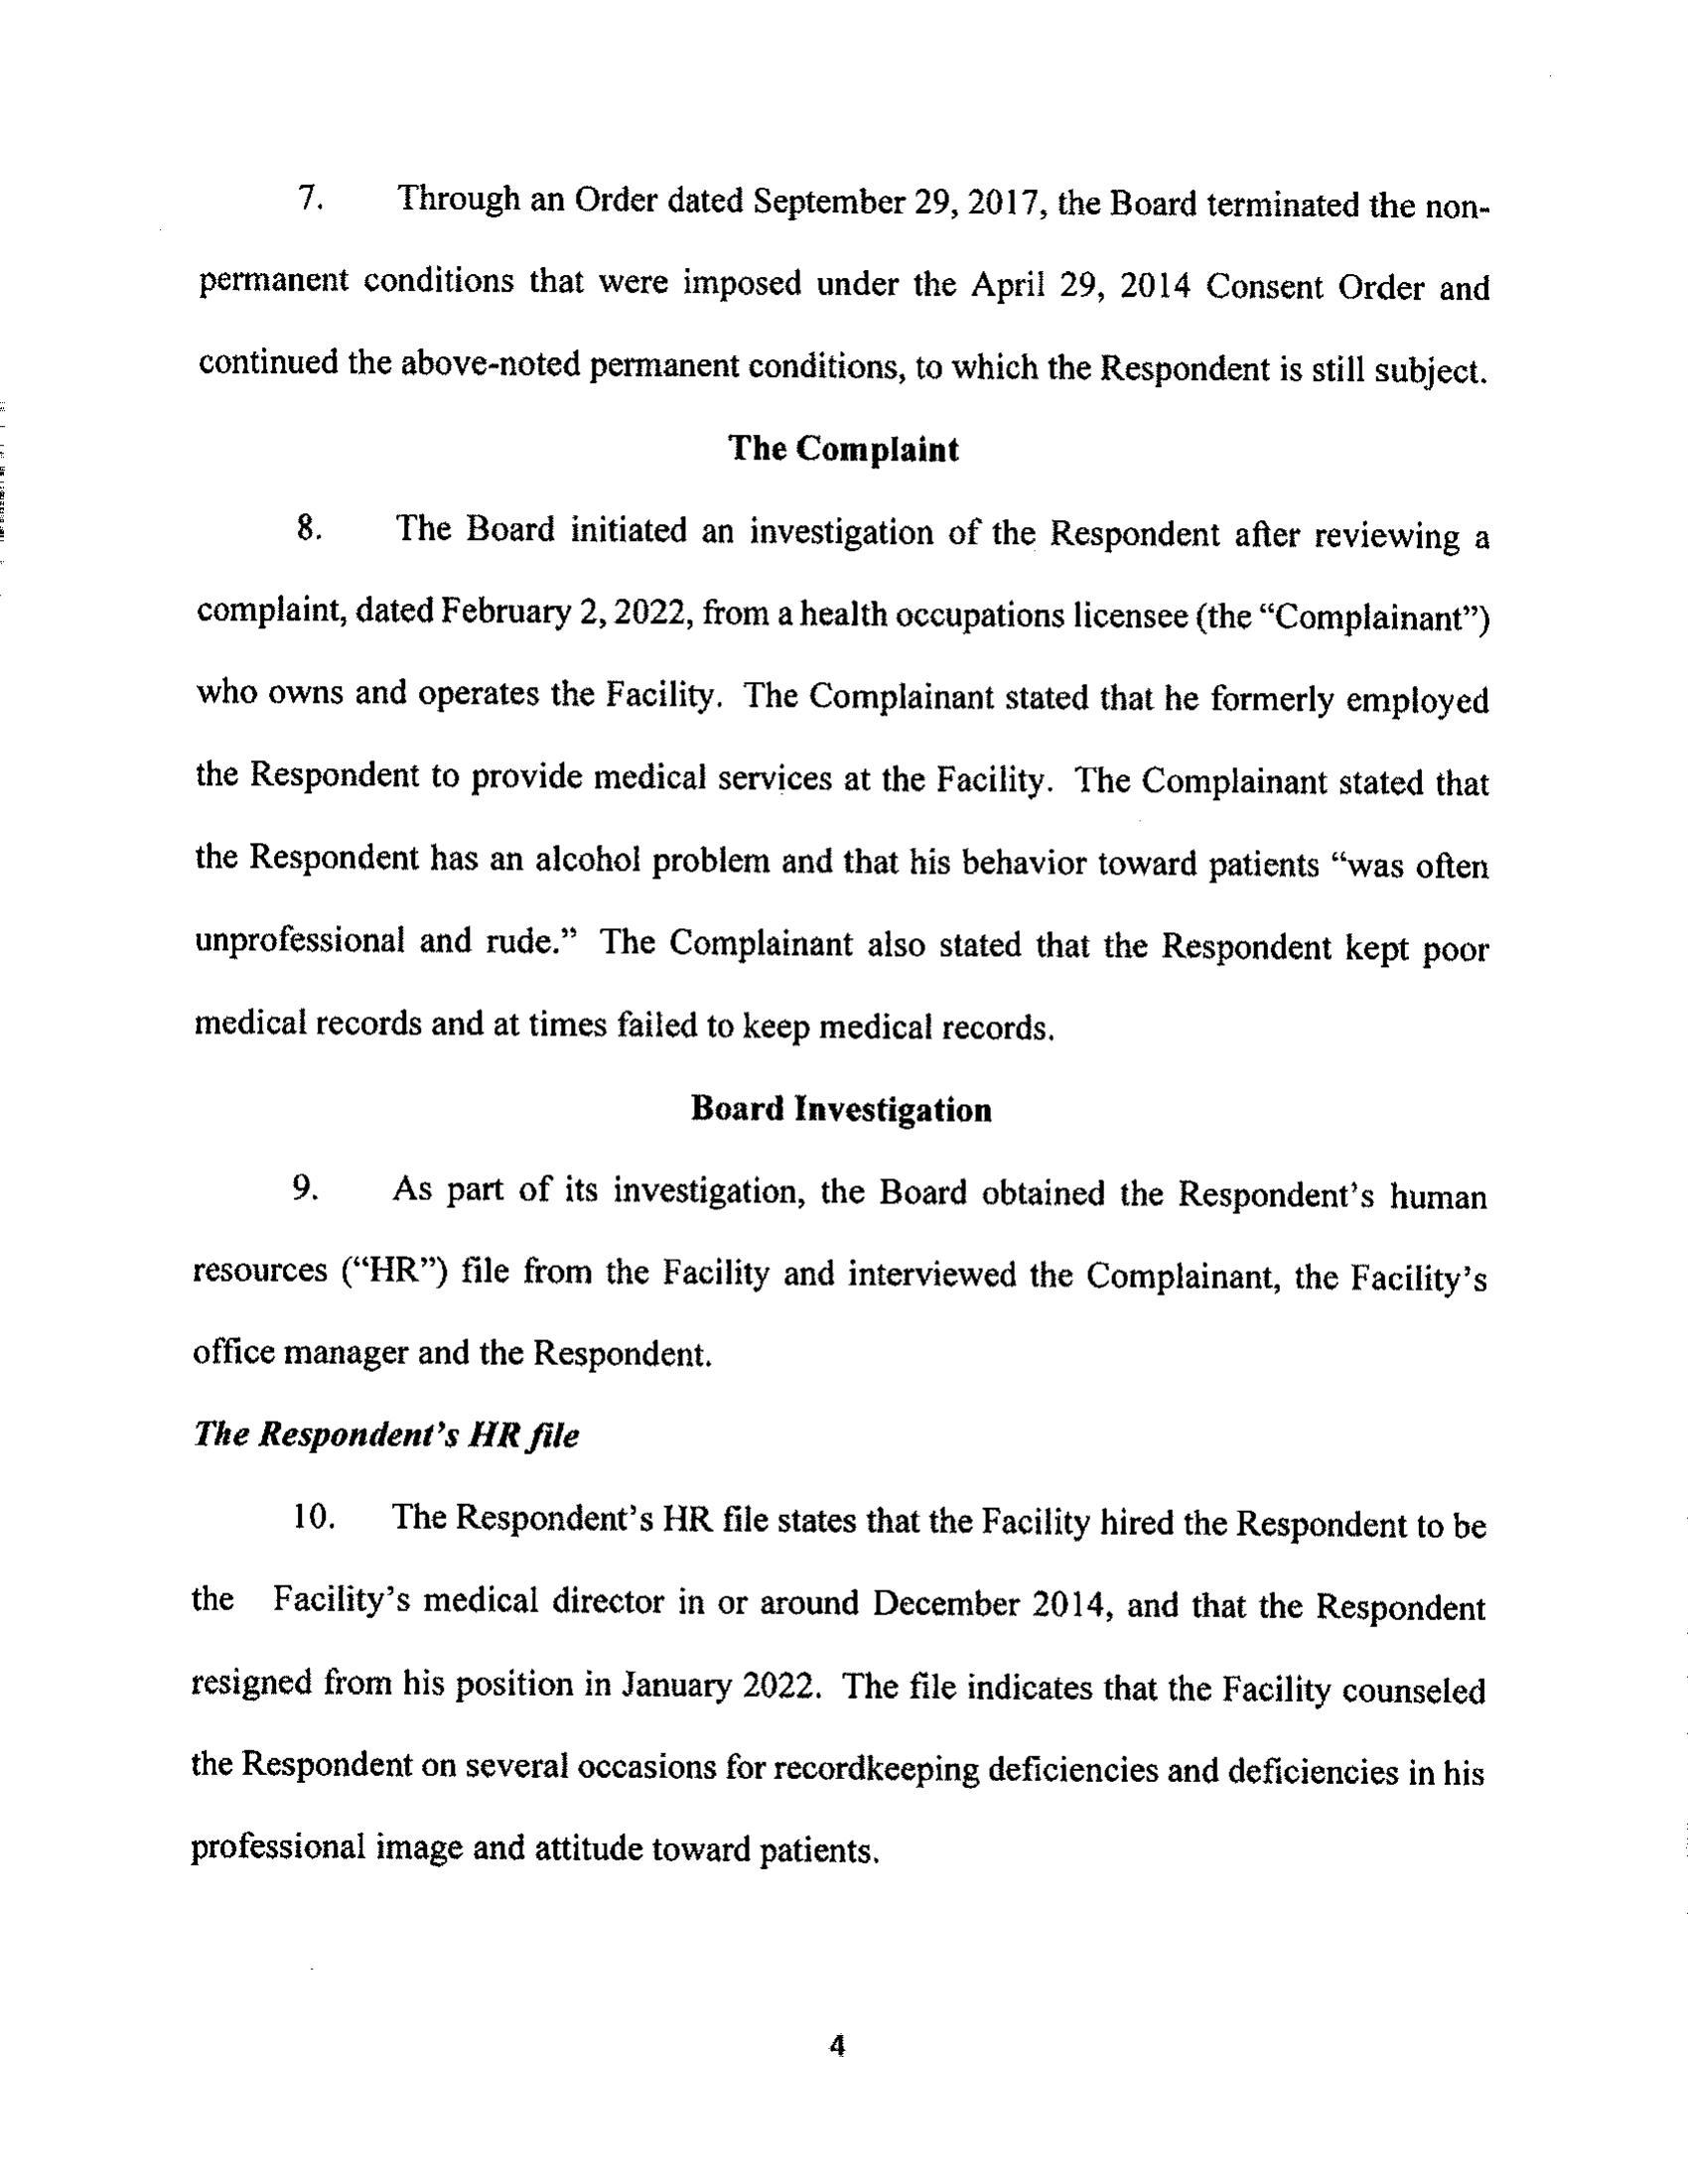 7. Through an Order dated September 29, 2017, the Board terminated the non-
permanent conditions that were imposed under the April 29, 2014 Consent Order and
continued the above-noted permanent conditions, to which the Respondent is still subject.
The Complaint
8. The Board initiated an investigation of the Respondent after reviewing a
complaint, dated February 2, 2022, from a health occupations licensee (the “Complainant”)
who owns and operates the Facility. The Complainant stated that he formerly employed
the Respondent to provide medical services at the Facility. The Complainant stated that
the Respondent has an alcohol problem and that his behavior toward patients “was often
unprofessional and rude.” The Complainant also stated that the Respondent kept poor
medical records and at times failed to keep medical records.
Board Investigation
9. As part of its investigation, the Board obtained the Respondent’s human
resources (“HR”) file from the Facility and interviewed the Complainant, the Facility’s
office manager and the Respondent.
The Respondent’s HR file
10. The Respondent’s HR file states that the Facility hired the Respondent to be
the Facility’s medical director in or around December 2014, and that the Respondent
resigned from his position in January 2022. The file indicates that the Facility counseled
the Respondent on several occasions for recordkeeping deficiencies and deficiencies in his
professional image and attitude toward patients.
4